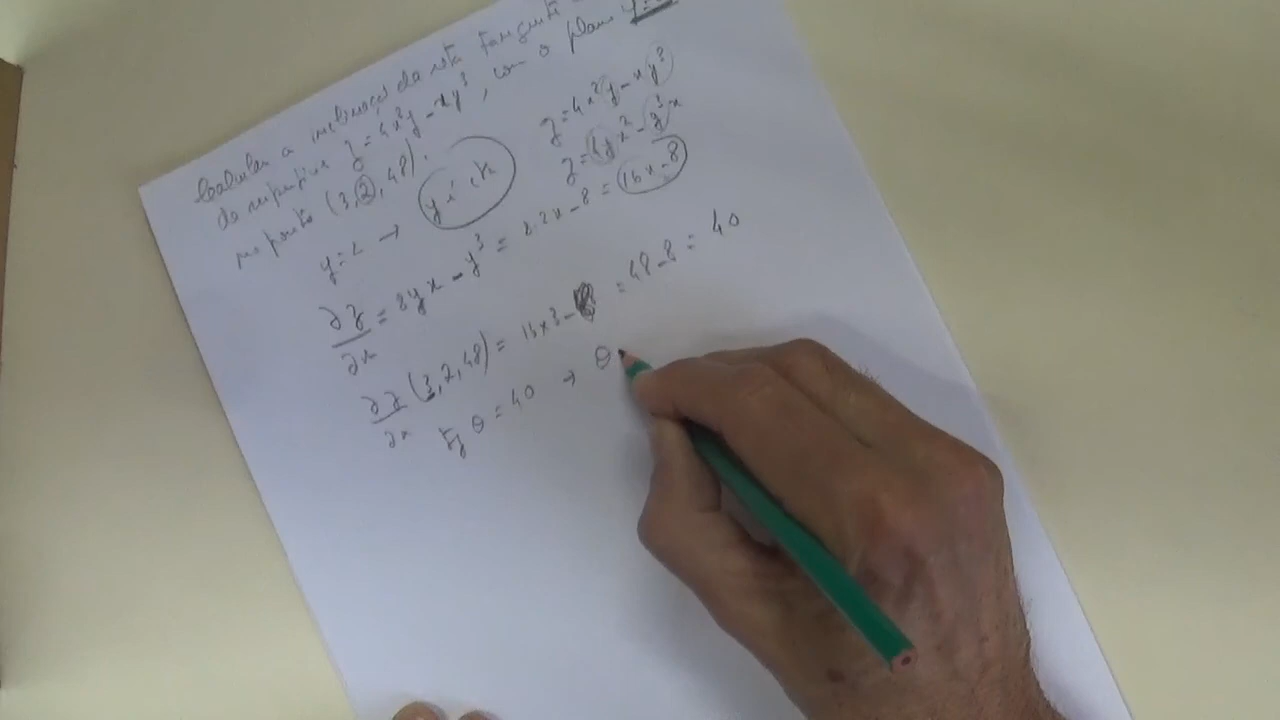 Calcular a inclinação da reta tangente
da superfície z = 4x²y - xy³, com o plano y=2
no ponto (3, 2, 48).
y=2 → y é cte
z = 4x²y - xy³
z = 4yx² - y³x
∂z/∂x = 8yx - y³ = 8·2x - 8 = 16x - 8
∂z/∂x (3, 2, 48) = 16x3 - 8 = 48 - 8 = 40
tg θ = 40 → θ